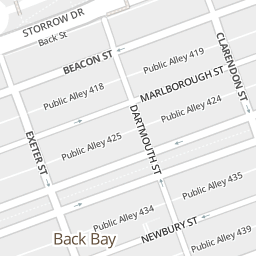 STORROW DR
Back St
BEACON ST
Public Alley 419
CLARENDON ST
Public Alley 418
MARLBOROUGH ST
Public Alley 424
DARTMOUTH ST
EXETER ST
Public Alley 425
Public Alley 435
Public Alley 434
NEWBURY ST
Public Alley 439
Back Bay